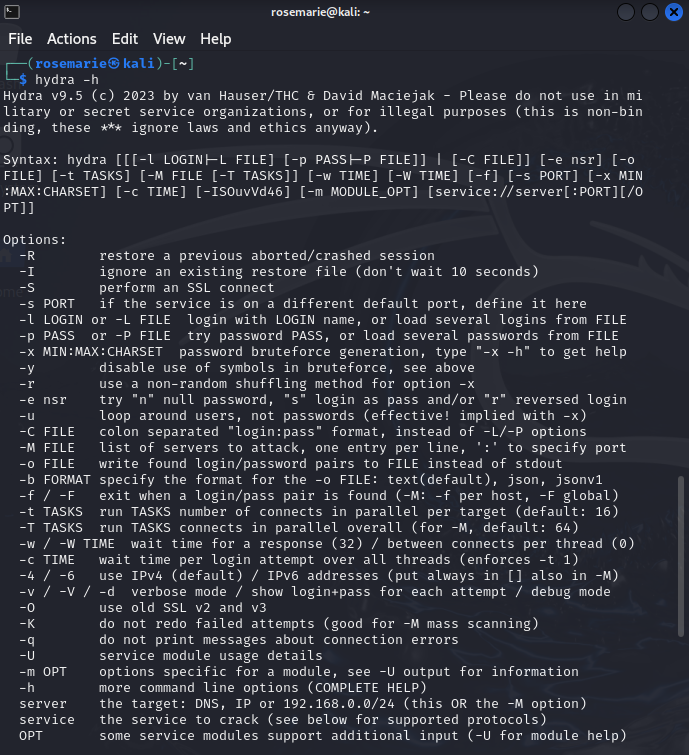 rosemarie@kali: ~
File Actions Edit View Help
┌──(rosemarie㉿kali)-[~]
└─$ hydra -h
Hydra v9.5 (c) 2023 by van Hauser/THC & David Maciejak - Please do not use in mi
litary or secret service organizations, or for illegal purposes (this is non-bin
ding, these *** ignore laws and ethics anyway).
Syntax: hydra [[[-l LOGIN|-L FILE] [-p PASS|-P FILE]] | [-C FILE]] [-e nsr] [-o
FILE] [-t TASKS] [-M FILE [-T TASKS]] [-w TIME] [-W TIME] [-f] [-s PORT] [-x MIN
:MAX:CHARSET] [-c TIME] [-ISOuvVd46] [-m MODULE_OPT] [service://server[:PORT][/O
PT]]
Options:
-R restore a previous aborted/crashed session
-I ignore an existing restore file (don't wait 10 seconds)
-S perform an SSL connect
-s PORT if the service is on a different default port, define it here
-l LOGIN or -L FILE login with LOGIN name, or load several logins from FILE
-p PASS or -P FILE try password PASS, or load several passwords from FILE
-x MIN:MAX:CHARSET password bruteforce generation, type "-x -h" to get help
-y disable use of symbols in bruteforce, see above
-r use a non-random shuffling method for option -x
-e nsr try "n" null password, "s" login as pass and/or "r" reversed login
-u loop around users, not passwords (effective! implied with -x)
-C FILE colon separated "login:pass" format, instead of -L/-P options
-M FILE list of servers to attack, one entry per line, ':' to specify port
-o FILE write found login/password pairs to FILE instead of stdout
-b FORMAT specify the format for the -o FILE: text(default), json, jsonv1
-f / -F exit when a login/pass pair is found (-M: -f per host, -F global)
-t TASKS run TASKS number of connects in parallel per target (default: 16)
-T TASKS run TASKS connects in parallel overall (for -M, default: 64)
-w / -W TIME wait time for a response (32) / between connects per thread (0)
-c TIME wait time per login attempt over all threads (enforces -t 1)
-4 / -6 use IPv4 (default) / IPv6 addresses (put always in [] also in -M)
-v / -V / -d verbose mode / show login+pass for each attempt / debug mode
-O use old SSL v2 and v3
-K do not redo failed attempts (good for -M mass scanning)
-q do not print messages about connection errors
-U service module usage details
-m OPT options specific for a module, see -U output for information
-h more command line options (COMPLETE HELP)
server the target: DNS, IP or 192.168.0.0/24 (this OR the -M option)
service the service to crack (see below for supported protocols)
OPT some service modules support additional input (-U for module help)